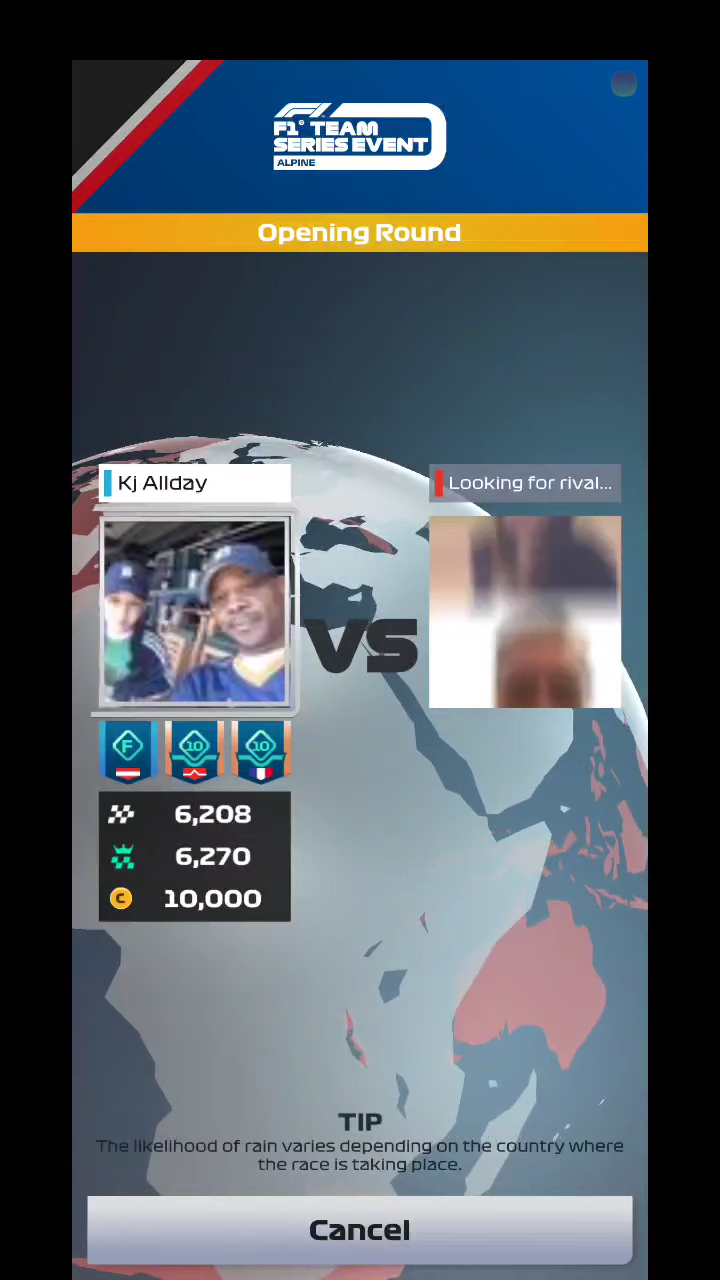 F1® TEAM
SERIES EVENT
ALPINE
Opening Round
Kj Allday
Looking for rival...
VS
F
10
10
6,208
6,270
C 10,000
TIP
The likelihood of rain varies depending on the country where
the race is taking place.
Cancel